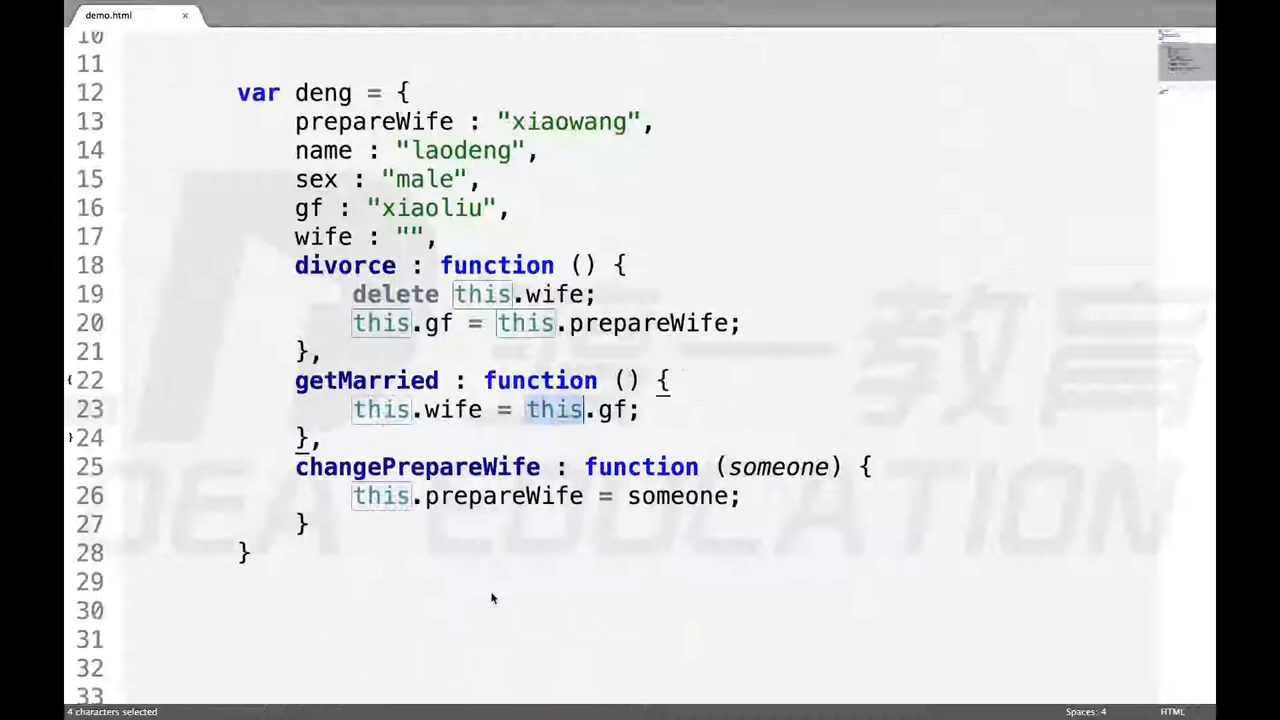 demo.html ×
10
11
12 var deng = {
13 prepareWife : "xiaowang",
14 name : "laodeng",
15 sex : "male",
16 gf : "xiaoliu",
17 wife : "",
18 divorce : function () {
19 delete this.wife;
20 this.gf = this.prepareWife;
21 },
22 getMarried : function () {
23 this.wife = this.gf;
24 },
25 changePrepareWife : function (someone) {
26 this.prepareWife = someone;
27 }
28 }
29
30
31
32
33
教育
EDUCATION
4 characters selected Spaces: 4 HTML